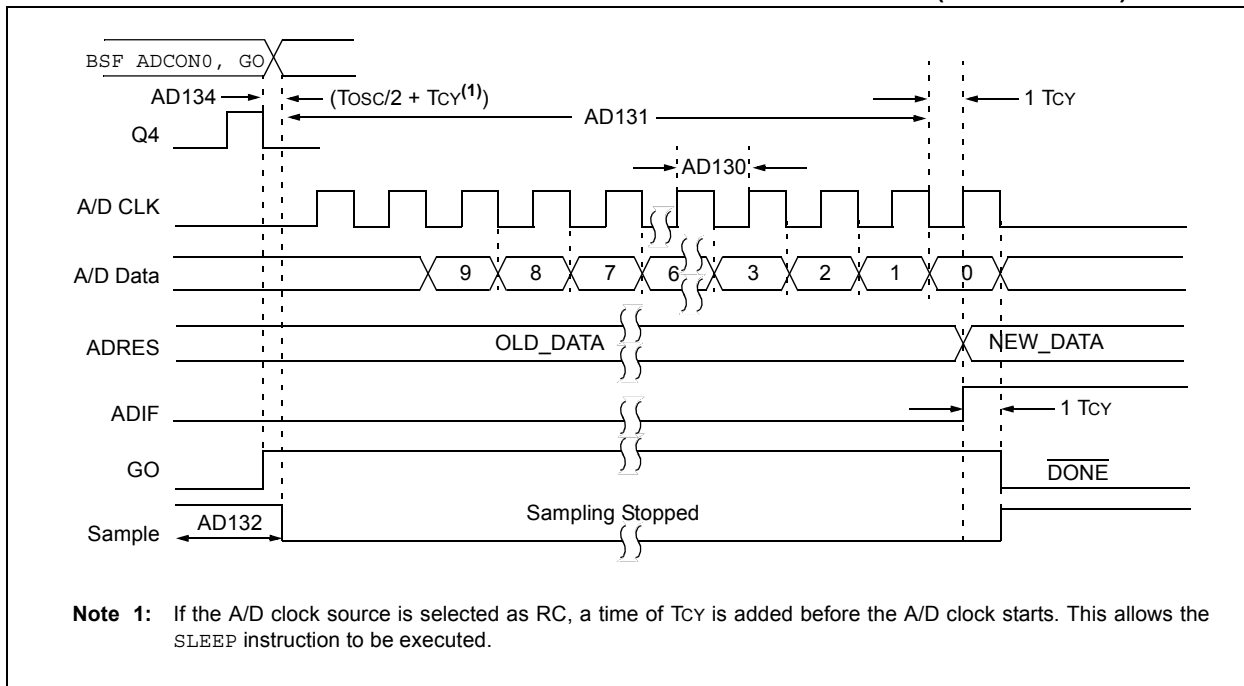 BSF ADCON0, GO
AD134
(TOSC/2 + TCY(1))
1 TCY
AD131
Q4
AD130
A/D CLK
A/D Data
9 8 7 6 3 2 1 0
ADRES
OLD_DATA
NEW_DATA
ADIF
1 TCY
GO
DONE
Sample
AD132
Sampling Stopped
Note 1: If the A/D clock source is selected as RC, a time of TCY is added before the A/D clock starts. This allows the
SLEEP instruction to be executed.